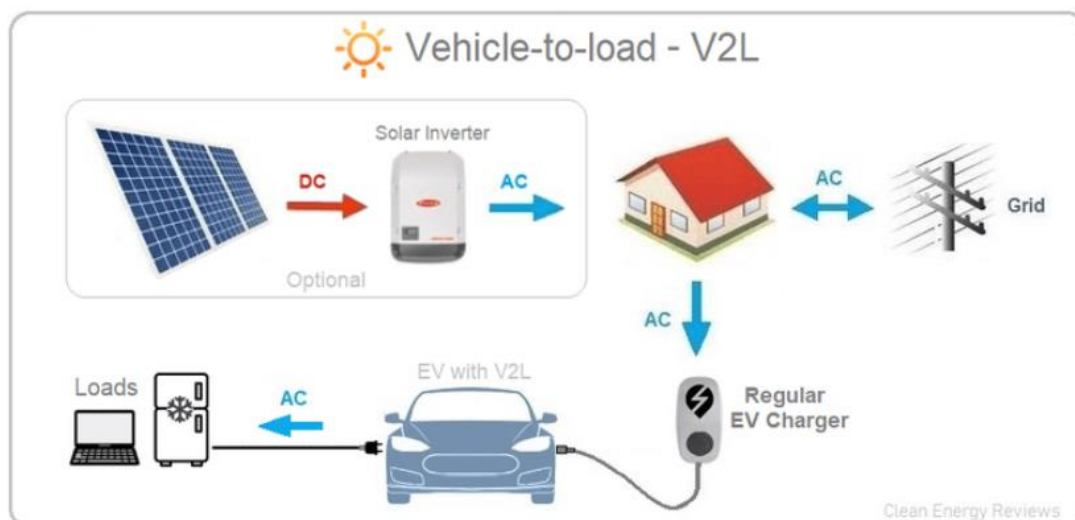 Vehicle-to-load - V2L
Solar Inverter
DC
AC
AC
Grid
Optional
AC
EV with V2L
Loads
AC
Regular
EV Charger
Clean Energy Reviews